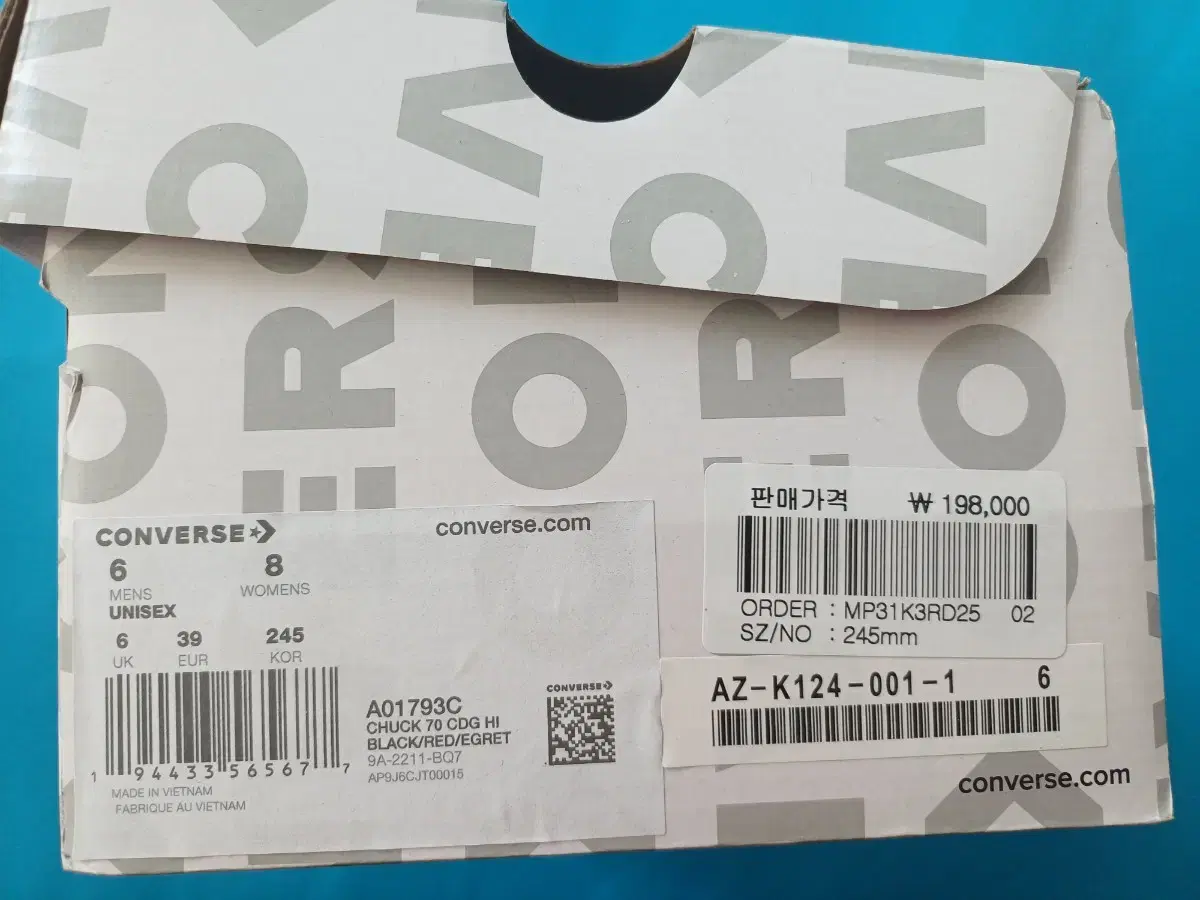 CONVERSE
converse.com
6 8
MENS WOMENS
UNISEX
6 39 245
UK EUR KOR
1 94433 56567 7
MADE IN VIETNAM
FABRIQUE AU VIETNAM
A01793C
CHUCK 70 CDG HI
BLACK/RED/EGRET
9A-2211-BQ7
AP9J6CJT00015
CONVERSE
판매가격 ₩ 198,000
ORDER : MP31K3RD25 02
SZ/NO : 245mm
AZ-K124-001-1 6
converse.com